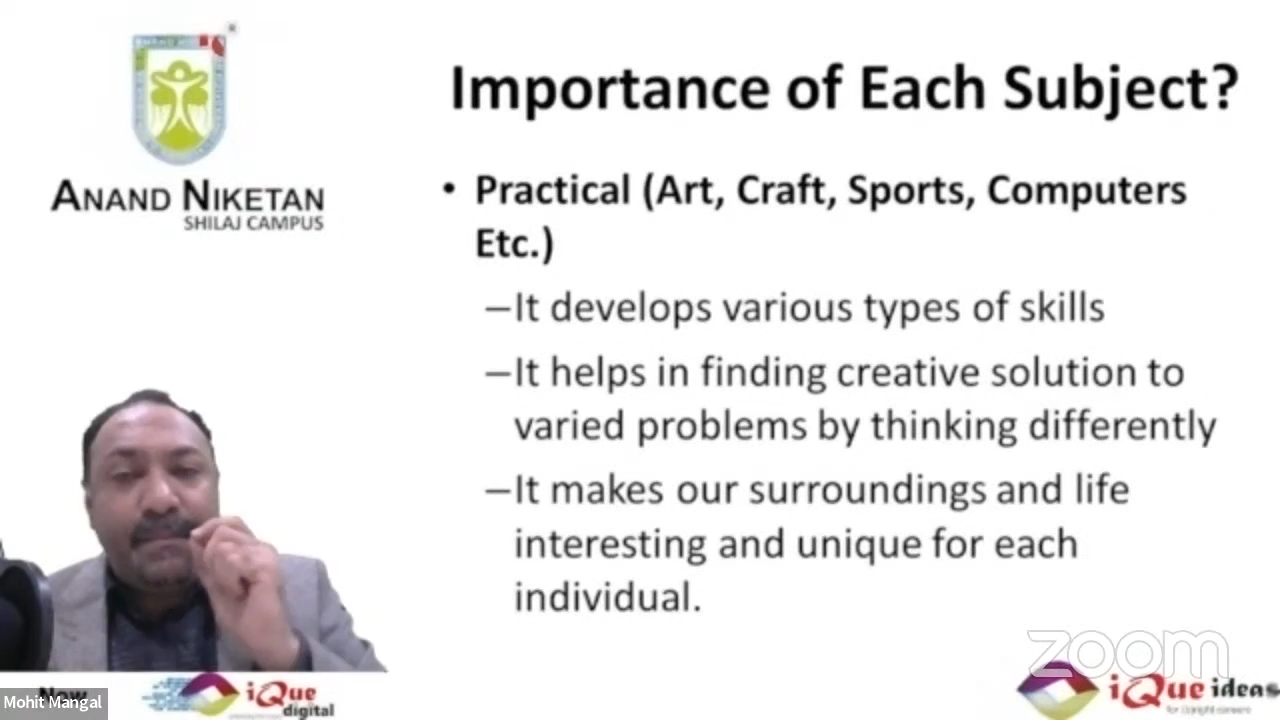 ANAND NIKETAN
SHILAJ CAMPUS
Importance of Each Subject?
• Practical (Art, Craft, Sports, Computers
Etc.)
–It develops various types of skills
–It helps in finding creative solution to
varied problems by thinking differently
–It makes our surroundings and life
interesting and unique for each
individual.
zoom
Mohit Mangal
iQue
digital
iQue ideas